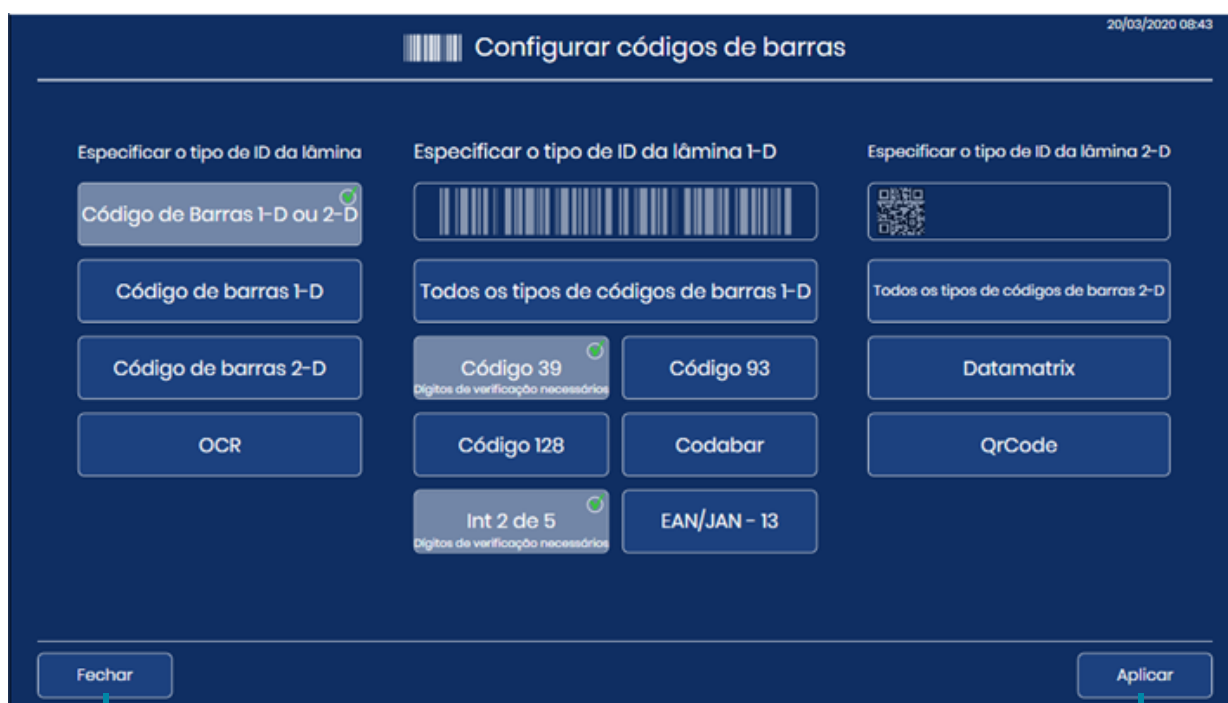 20/03/2020 08:43
Configurar códigos de barras
Especificar o tipo de ID da lâmina
Código de Barras 1-D ou 2-D
Código de barras 1-D
Código de barras 2-D
OCR
Especificar o tipo de ID da lâmina 1-D
Todos os tipos de códigos de barras 1-D
Código 39
Dígitos de verificação necessários
Código 93
Código 128
Codabar
Int 2 de 5
Dígitos de verificação necessários
EAN/JAN - 13
Especificar o tipo de ID da lâmina 2-D
Todos os tipos de códigos de barras 2-D
Datamatrix
QrCode
Fechar
Aplicar